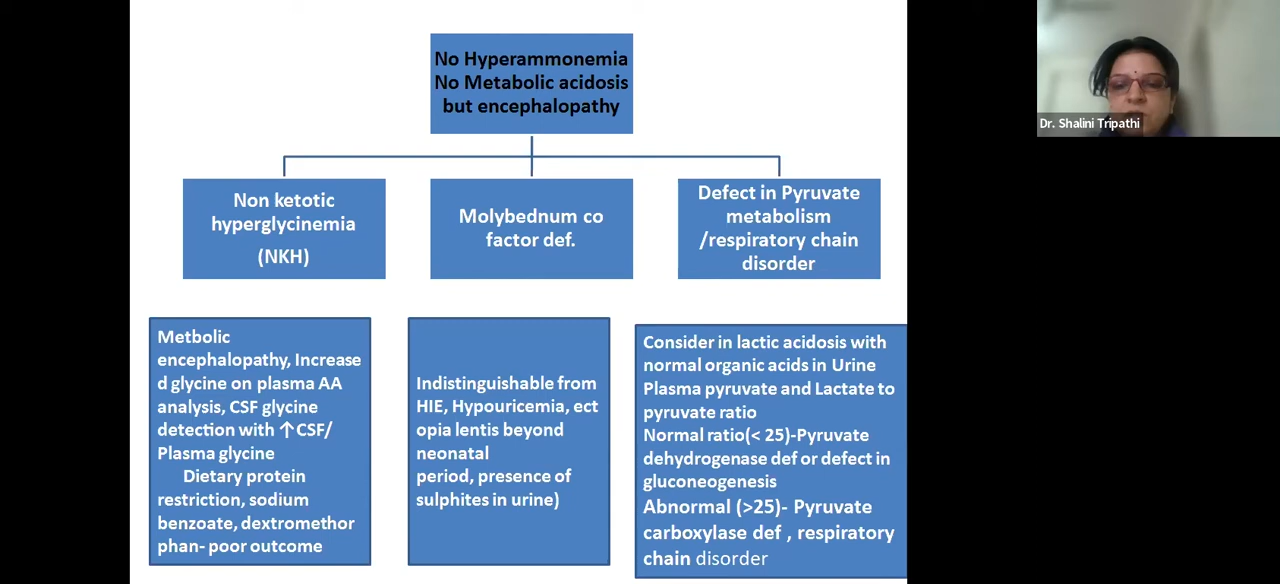 No Hyperammonemia
No Metabolic acidosis
but encephalopathy
Non ketotic
hyperglycinemia
(NKH)
Molybednum co
factor def.
Defect in Pyruvate
metabolism
/respiratory chain
disorder
Metbolic
encephalopathy, Increase
d glycine on plasma AA
analysis, CSF glycine
detection with ↑CSF/
Plasma glycine
Dietary protein
restriction, sodium
benzoate, dextromethor
phan- poor outcome
Indistinguishable from
HIE, Hypouricemia, ect
opia lentis beyond
neonatal
period, presence of
sulphites in urine)
Consider in lactic acidosis with
normal organic acids in Urine
Plasma pyruvate and Lactate to
pyruvate ratio
Normal ratio(< 25)-Pyruvate
dehydrogenase def or defect in
gluconeogenesis
Abnormal (>25)- Pyruvate
carboxylase def , respiratory
chain disorder
Dr. Shalini Tripathi